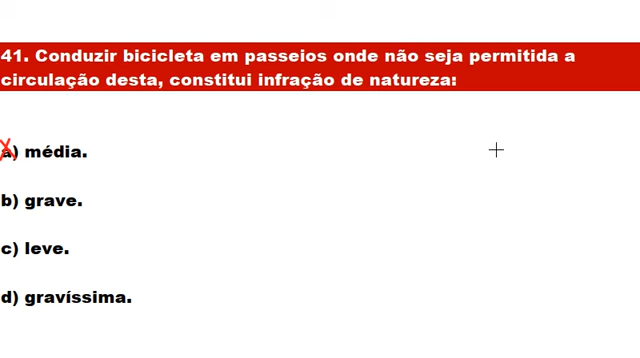 41. Conduzir bicicleta em passeios onde não seja permitida a
circulação desta, constitui infração de natureza:
a) média.
b) grave.
c) leve.
d) gravíssima.